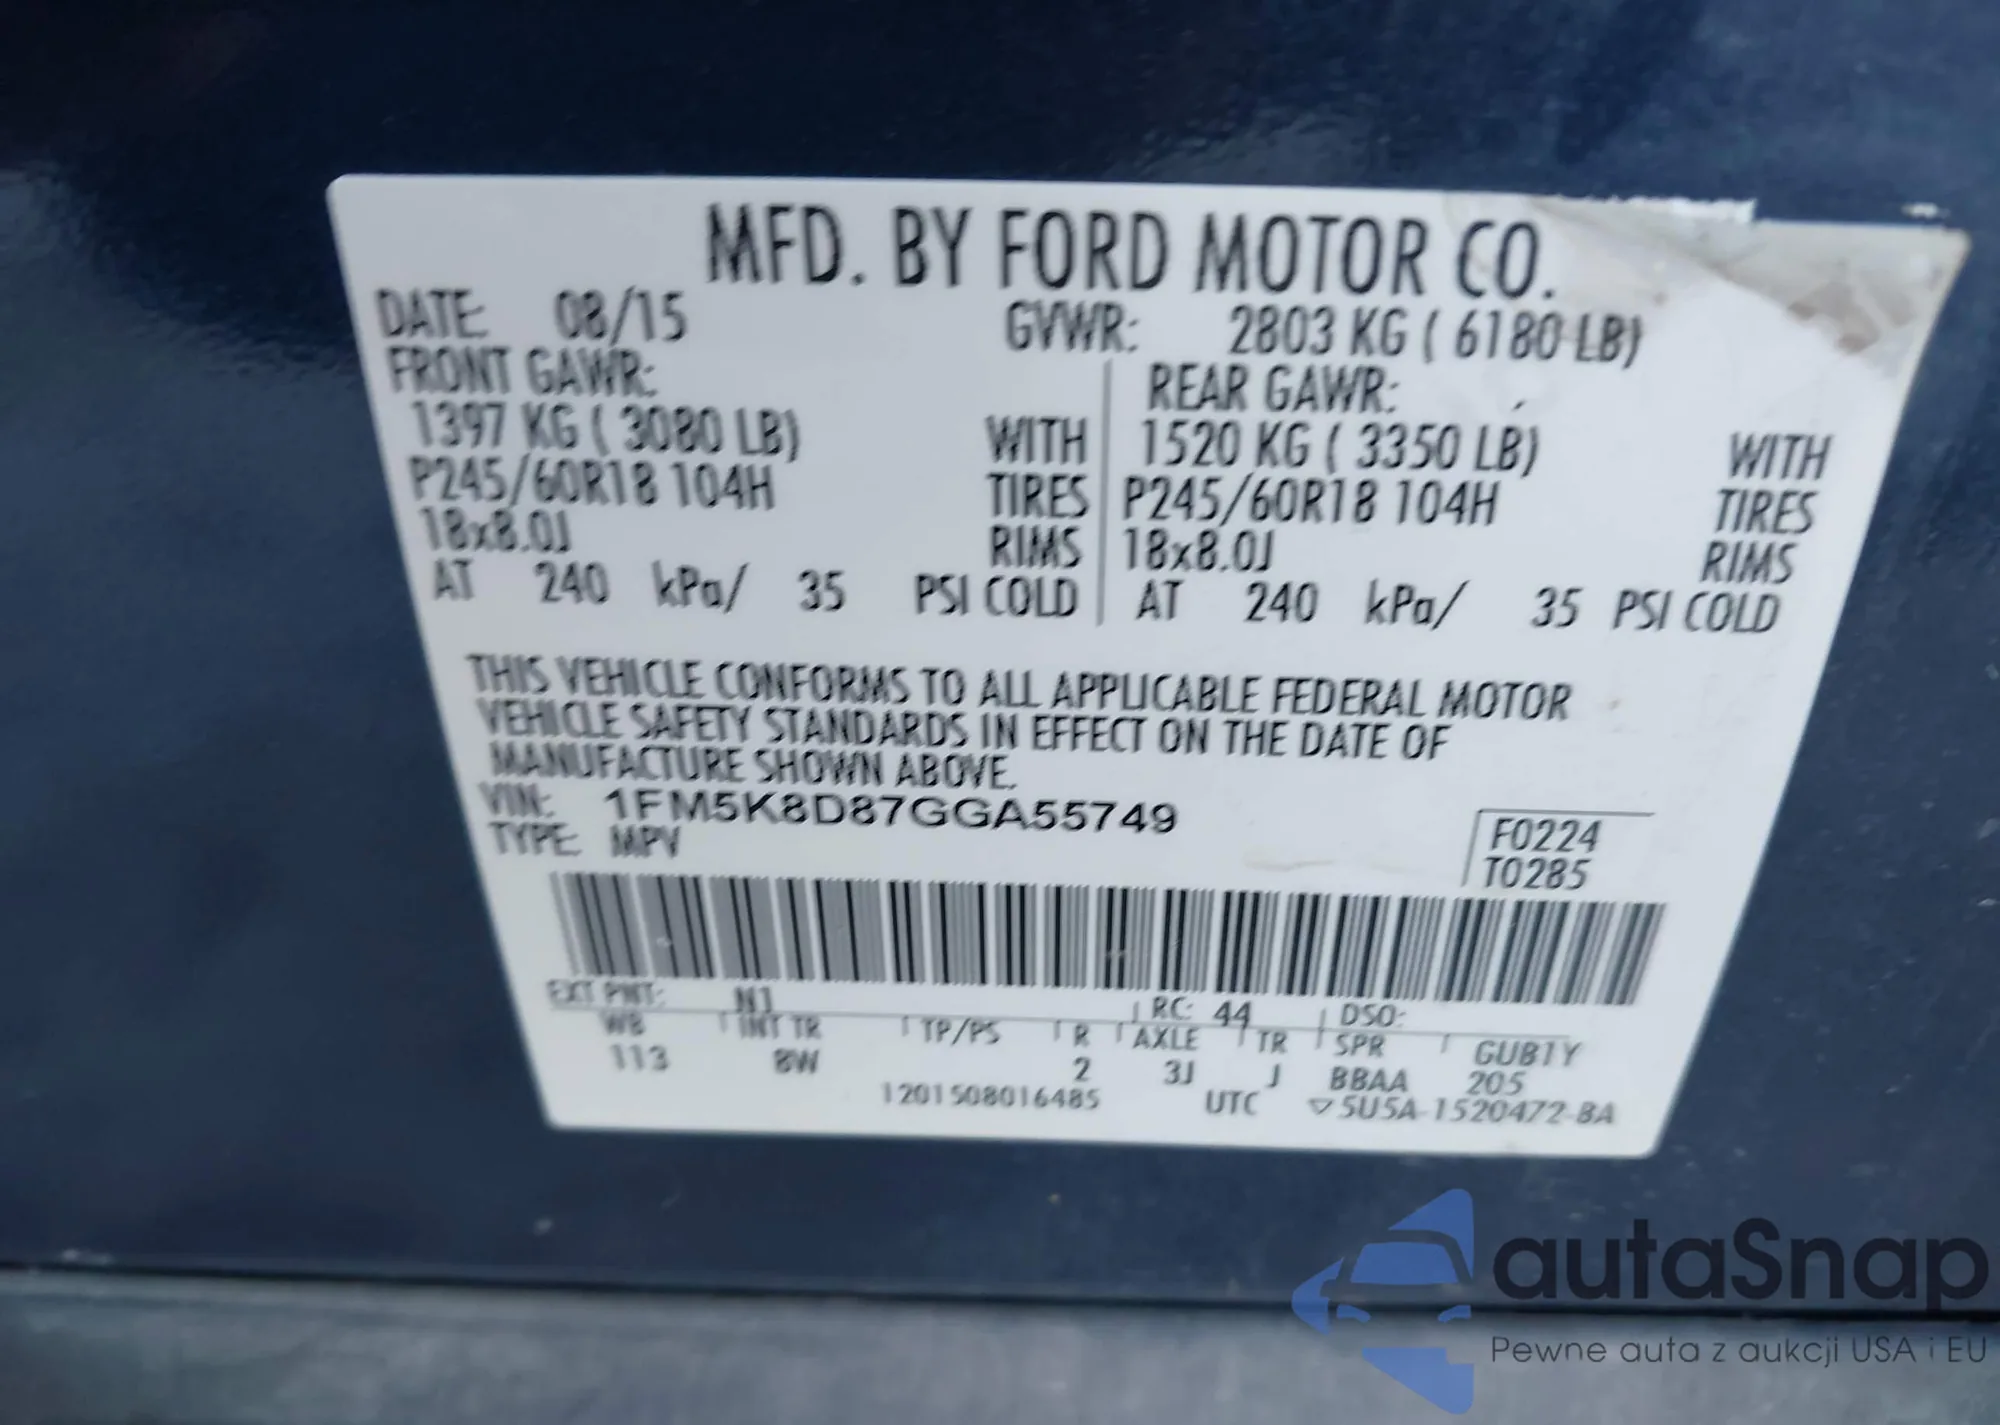 MFD. BY FORD MOTOR CO.
DATE: 08/15 GVWR: 2803 KG ( 6180 LB)
FRONT GAWR: REAR GAWR:
1397 KG ( 3080 LB) WITH 1520 KG ( 3350 LB) WITH
P245/60R18 104H TIRES P245/60R18 104H TIRES
18x8.0J RIMS 18x8.0J RIMS
AT 240 kPa/ 35 PSI COLD AT 240 kPa/ 35 PSI COLD
THIS VEHICLE CONFORMS TO ALL APPLICABLE FEDERAL MOTOR
VEHICLE SAFETY STANDARDS IN EFFECT ON THE DATE OF
MANUFACTURE SHOWN ABOVE.
VIN: 1FM5K8D87GGA55749
TYPE: MPV
F0224
T0285
EXT PNT: N1 RC: 44 DSO:
WB INT TR TP/PS R AXLE TR SPR GUB1Y
113 8W 2 3J J BBAA 205
1201508016485 UTC ▽5U5A-1520472-BA
autaSnap
Pewne auta z aukcji USA i EU